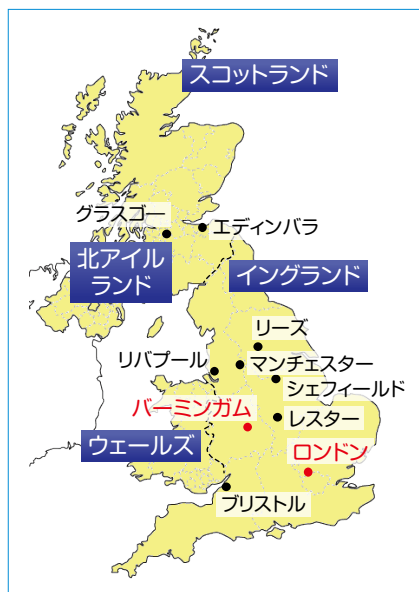 スコットランド
グラスゴー
エディンバラ
北アイル
ランド
イングランド
リーズ
リバプール
マンチェスター
シェフィールド
バーミンガム
レスター
ウェールズ
ロンドン
ブリストル